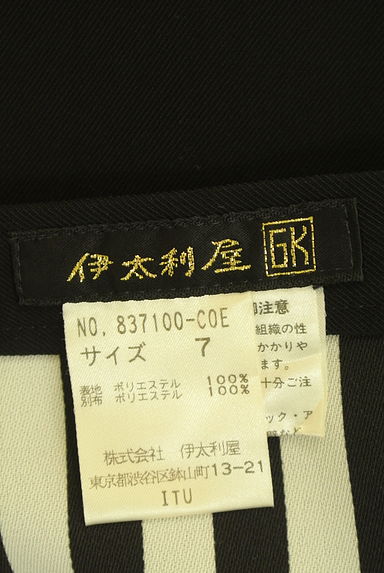 伊太利屋 GK
NO. 837100-COE
サイズ 7
表地 ポリエステル 100%
別布 ポリエステル 100%
株式会社 伊太利屋
東京都渋谷区鉢山町13-21
ITU
注意
組織の性
かかりや
ます。
十分ご注
ック・ア